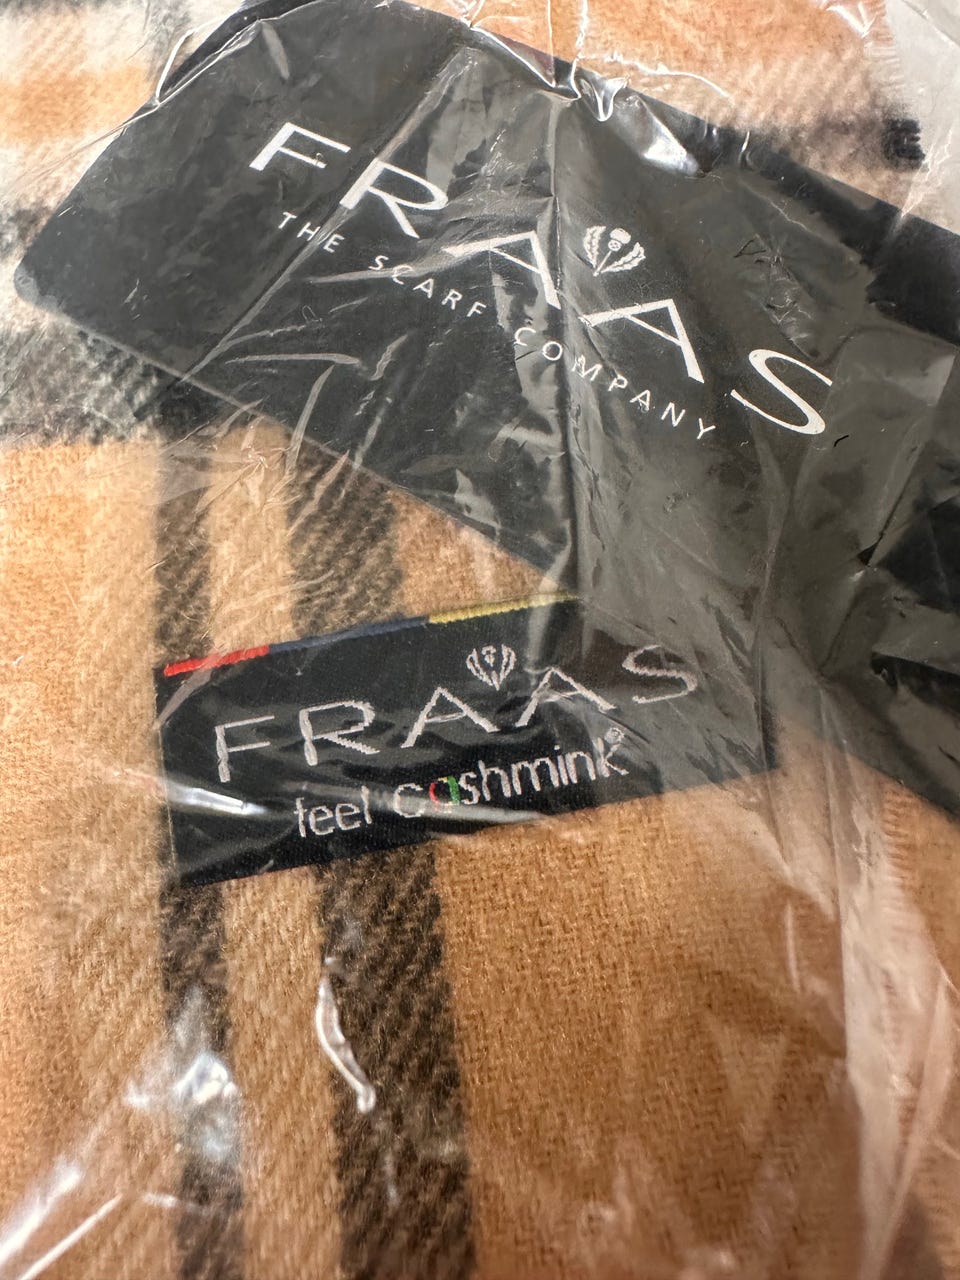 FRAAS
THE SCARF COMPANY
FRAAS
feel cashmink®